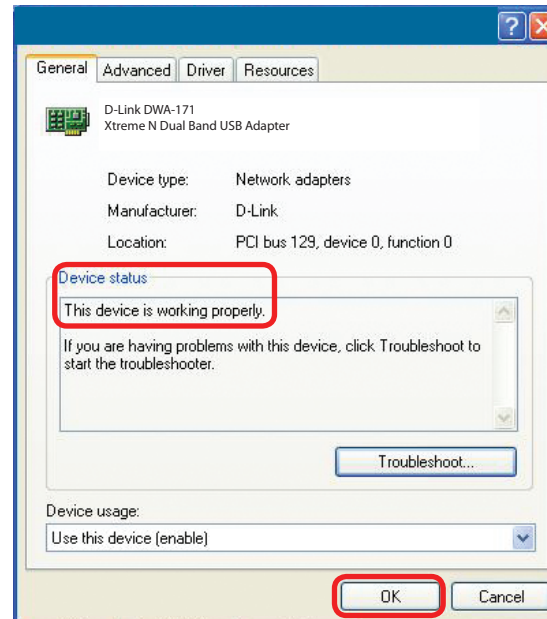 General Advanced Driver Resources
D-Link DWA-171
Xtreme N Dual Band USB Adapter
Device type: Network adapters
Manufacturer: D-Link
Location: PCI bus 129, device 0, function 0
Device status
This device is working properly.
If you are having problems with this device, click Troubleshoot to
start the troubleshooter.
Troubleshoot...
Device usage:
Use this device (enable)
OK Cancel